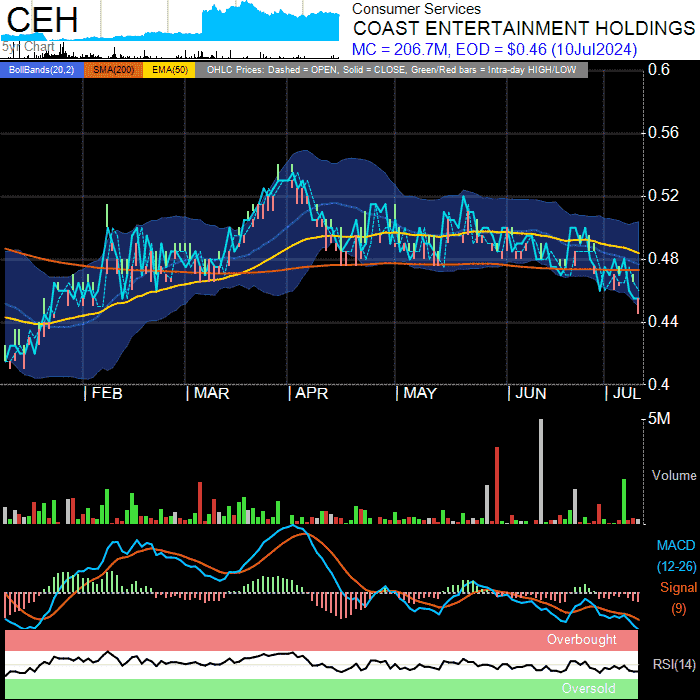 CEH
Consumer Services
COAST ENTERTAINMENT HOLDINGS
MC = 206.7M, EOD = $0.46 (10Jul2024)
5yr Chart
BollBands(20,2) SMA(200) EMA(50) OHLC Prices: Dashed = OPEN, Solid = CLOSE, Green/Red bars = Intra-day HIGH/LOW
0.6
0.56
0.52
0.48
0.44
0.4
FEB MAR APR MAY JUN JUL
5M
Volume
MACD
(12-26)
Signal
(9)
Overbought
RSI(14)
Oversold